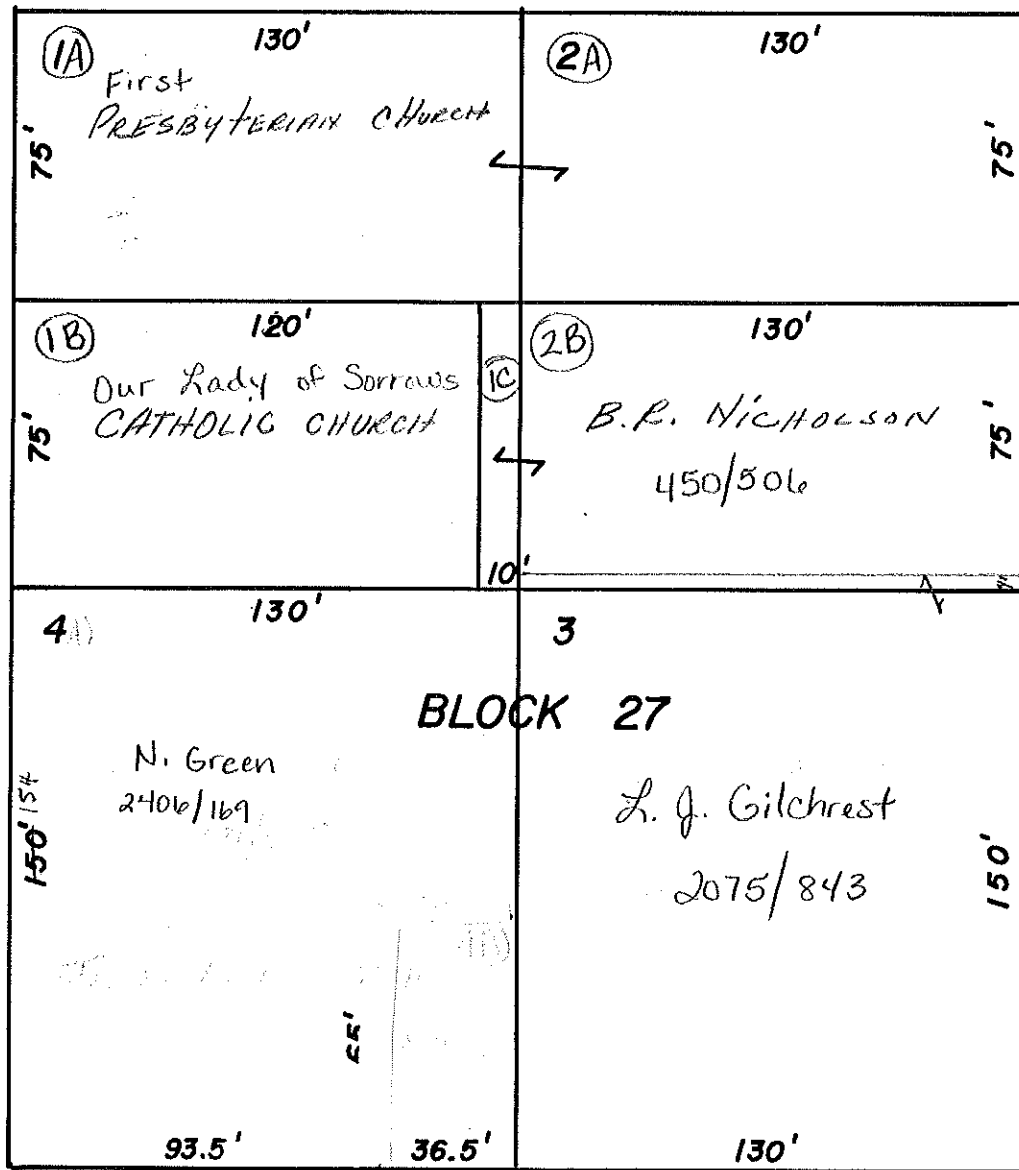 1A
130'
First
PRESBYTERIAN CHURCH
75'
2A
130'
75'
1B
120'
Our Lady of Sorrows
CATHOLIC CHURCH
75'
1C
10'
2B
130'
B.R. NICHOLSON
450/506
75'
4A)
130'
3
BLOCK 27
N. Green
2406/169
150' 154
L. J. Gilchrest
2075/843
150'
93.5'
36.5'
130'